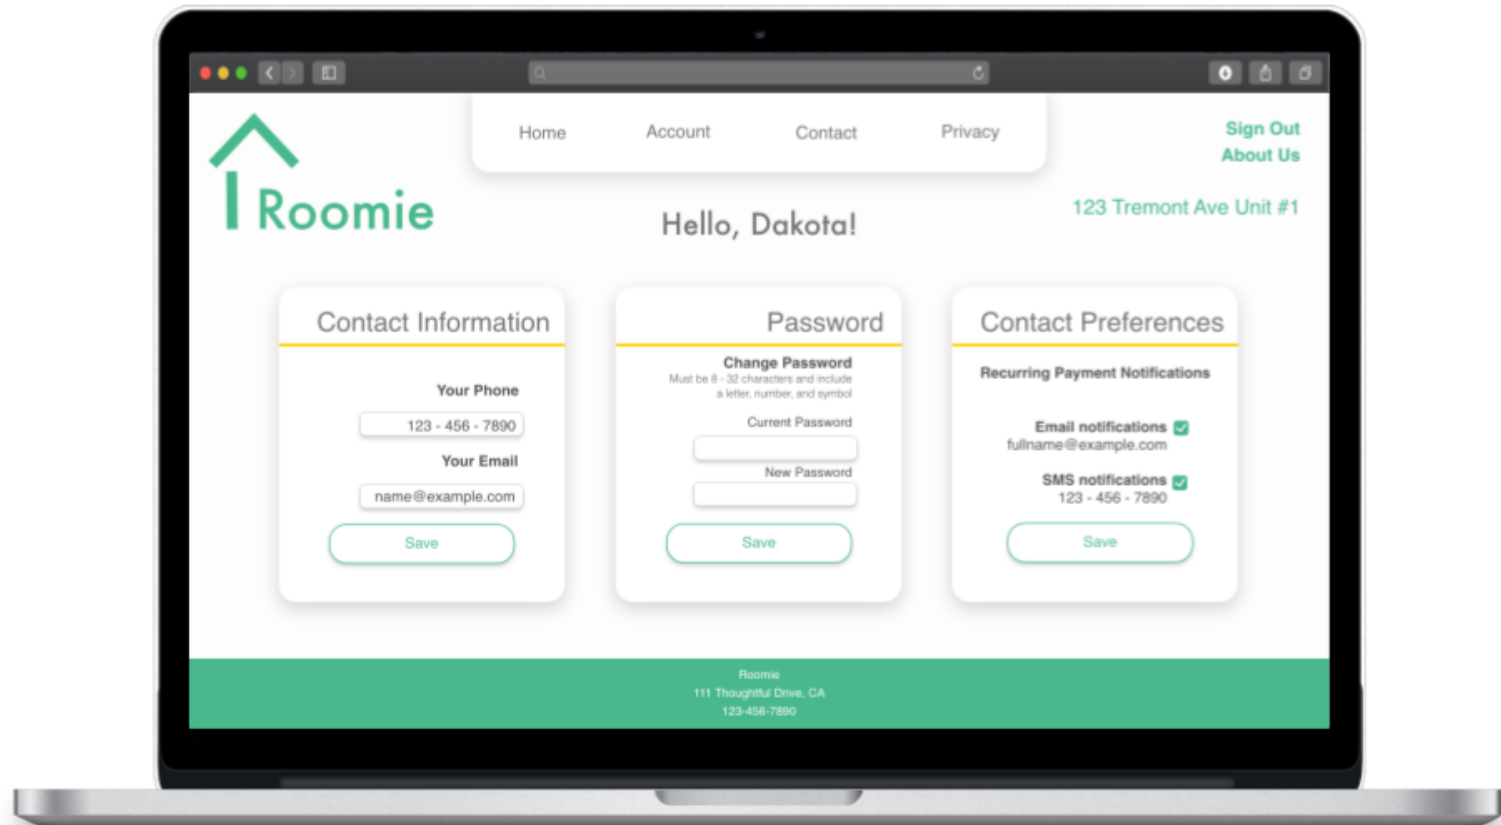 Home Account Contact Privacy
Sign Out
About Us
Roomie
123 Tremont Ave Unit #1
Hello, Dakota!
Contact Information
Your Phone
123 - 456 - 7890
Your Email
name@example.com
Save
Password
Change Password
Must be 8 - 32 characters and include
a letter, number, and symbol
Current Password
New Password
Save
Contact Preferences
Recurring Payment Notifications
Email notifications
fullname@example.com
SMS notifications
123 - 456 - 7890
Save
Roomie
111 Thoughtful Drive, CA
123-456-7890